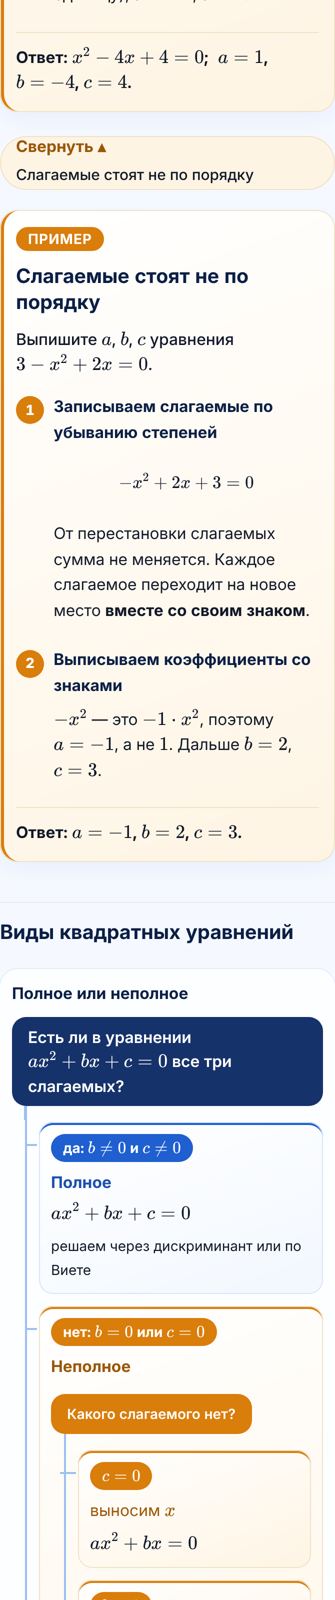 Ответ: x² − 4x + 4 = 0; a = 1,
b = −4, c = 4.
Свернуть ▴
Слагаемые стоят не по порядку
ПРИМЕР
Слагаемые стоят не по
порядку
Выпишите a, b, c уравнения
3 − x² + 2x = 0.
1 Записываем слагаемые по
убыванию степеней
−x² + 2x + 3 = 0
От перестановки слагаемых
сумма не меняется. Каждое
слагаемое переходит на новое
место вместе со своим знаком.
2 Выписываем коэффициенты со
знаками
−x² — это −1 · x², поэтому
a = −1, а не 1. Дальше b = 2,
c = 3.
Ответ: a = −1, b = 2, c = 3.
Виды квадратных уравнений
Полное или неполное
Есть ли в уравнении
ax² + bx + c = 0 все три
слагаемых?
да: b ≠ 0 и c ≠ 0
Полное
ax² + bx + c = 0
решаем через дискриминант или по
Виете
нет: b = 0 или c = 0
Неполное
Какого слагаемого нет?
c = 0
выносим x
ax² + bx = 0